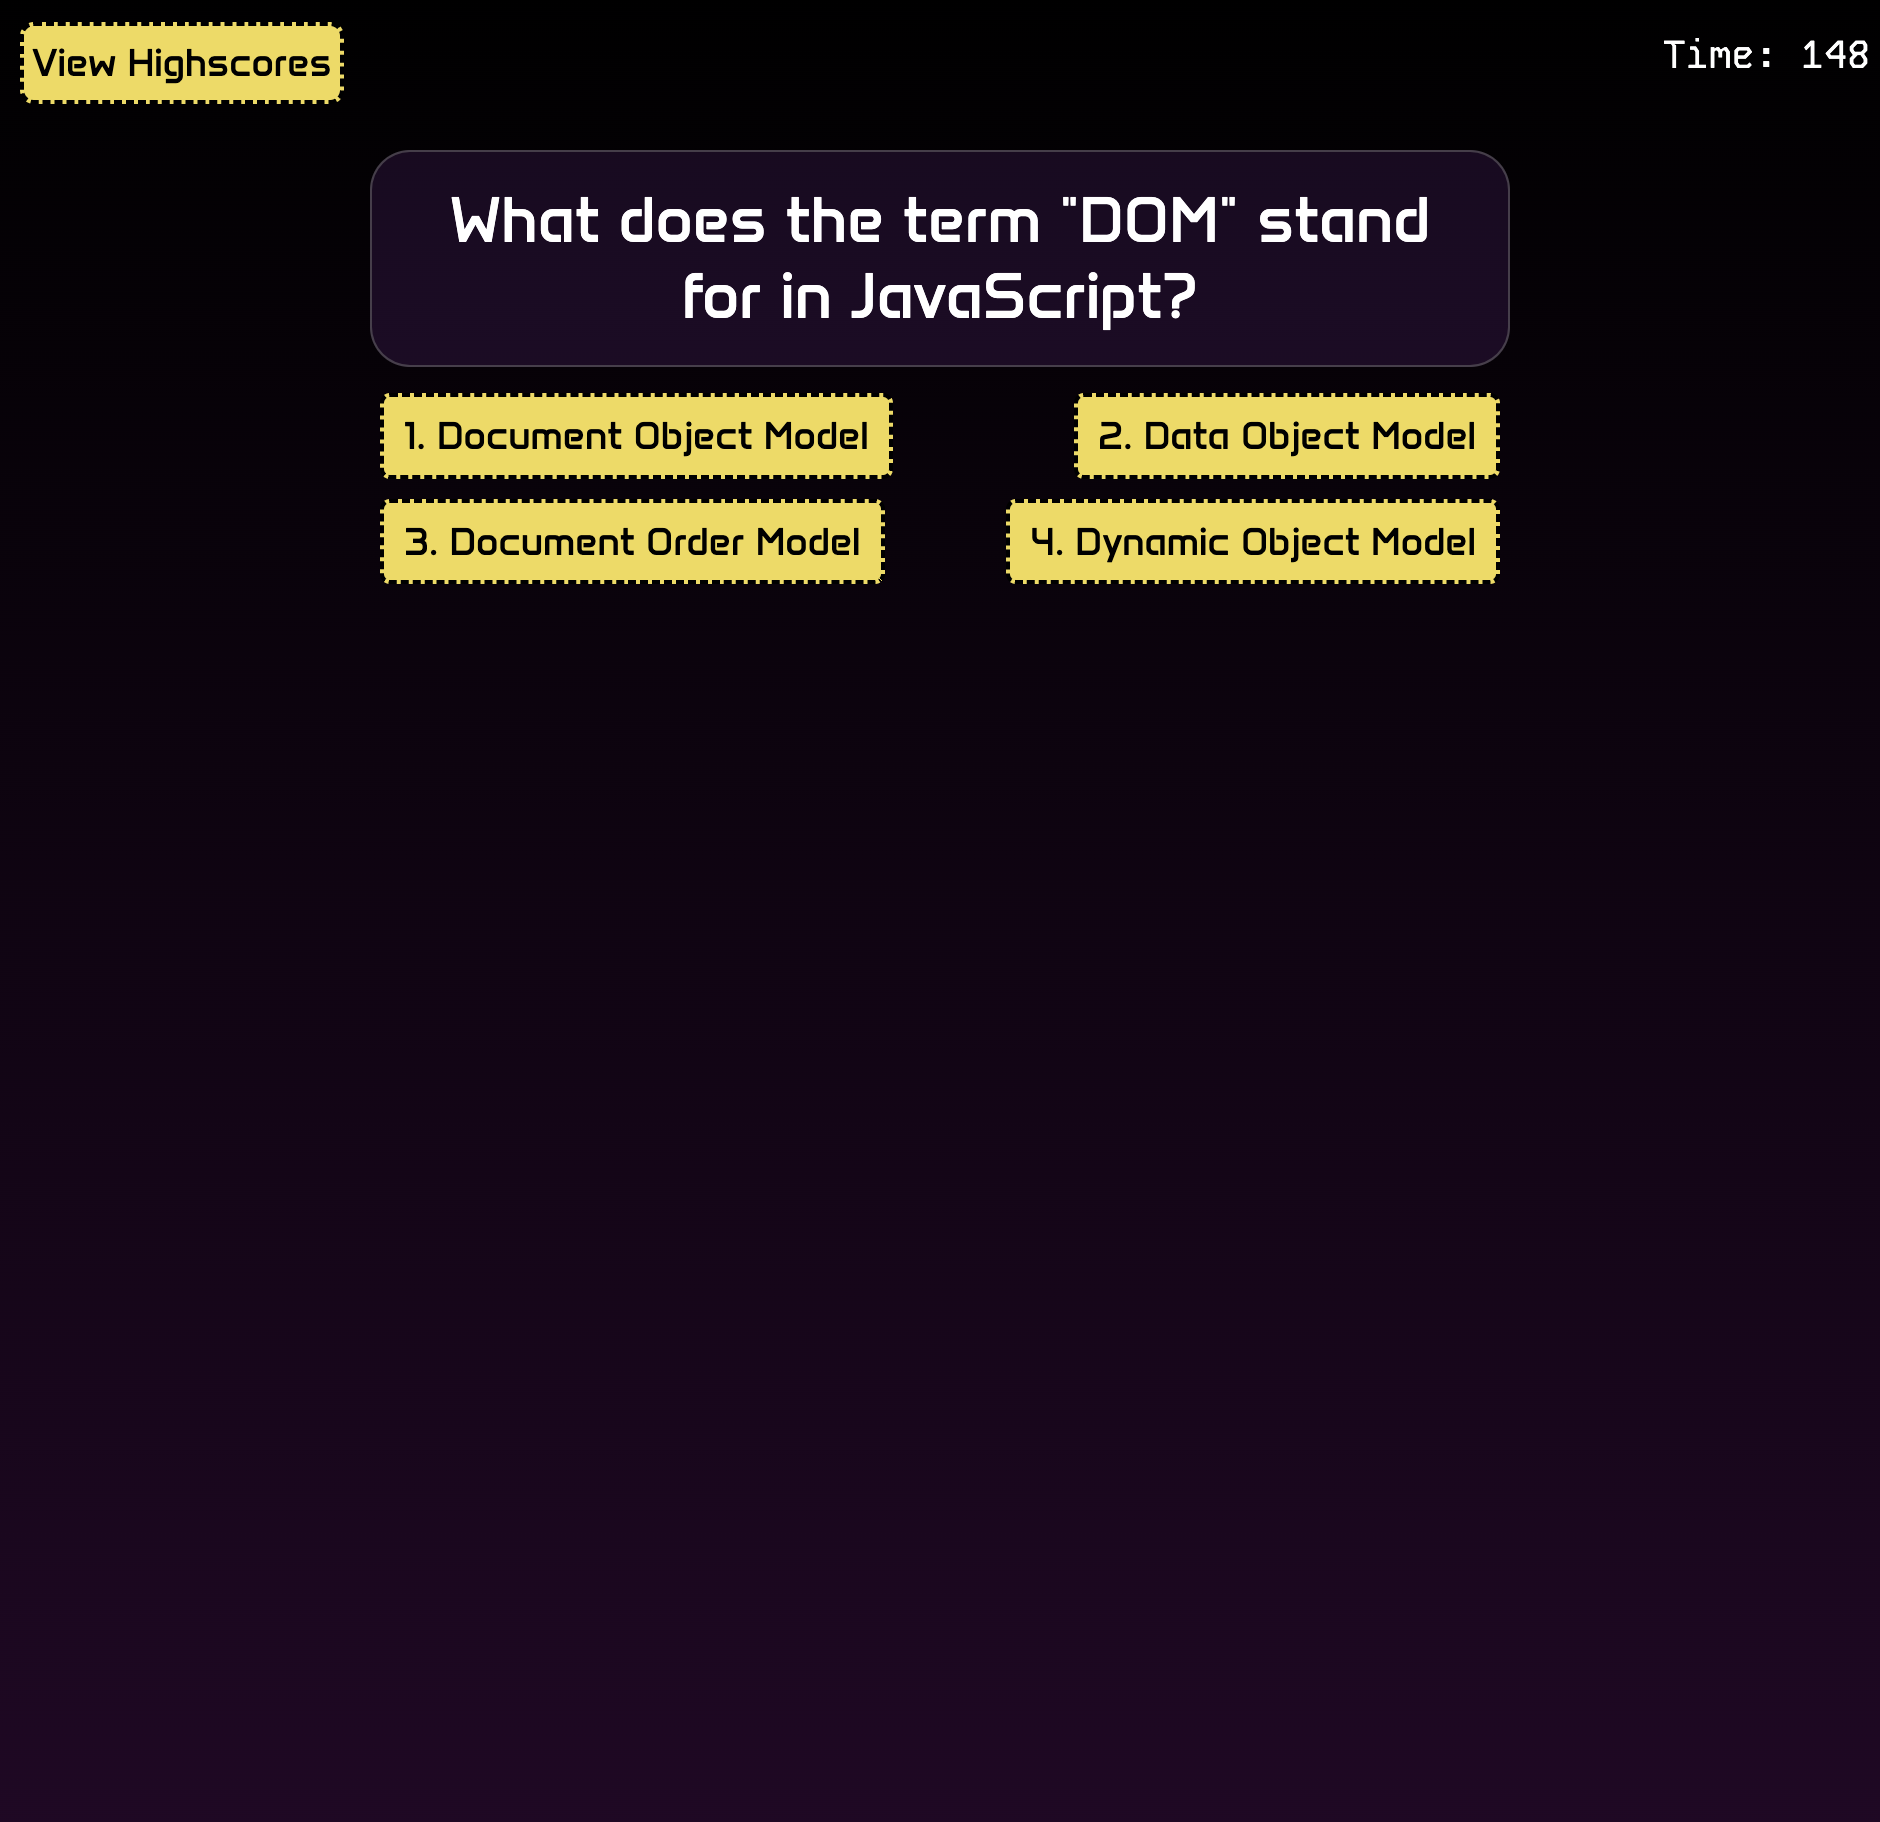 View Highscores
Time: 148
What does the term "DOM" stand
for in JavaScript?
1. Document Object Model
2. Data Object Model
3. Document Order Model
4. Dynamic Object Model